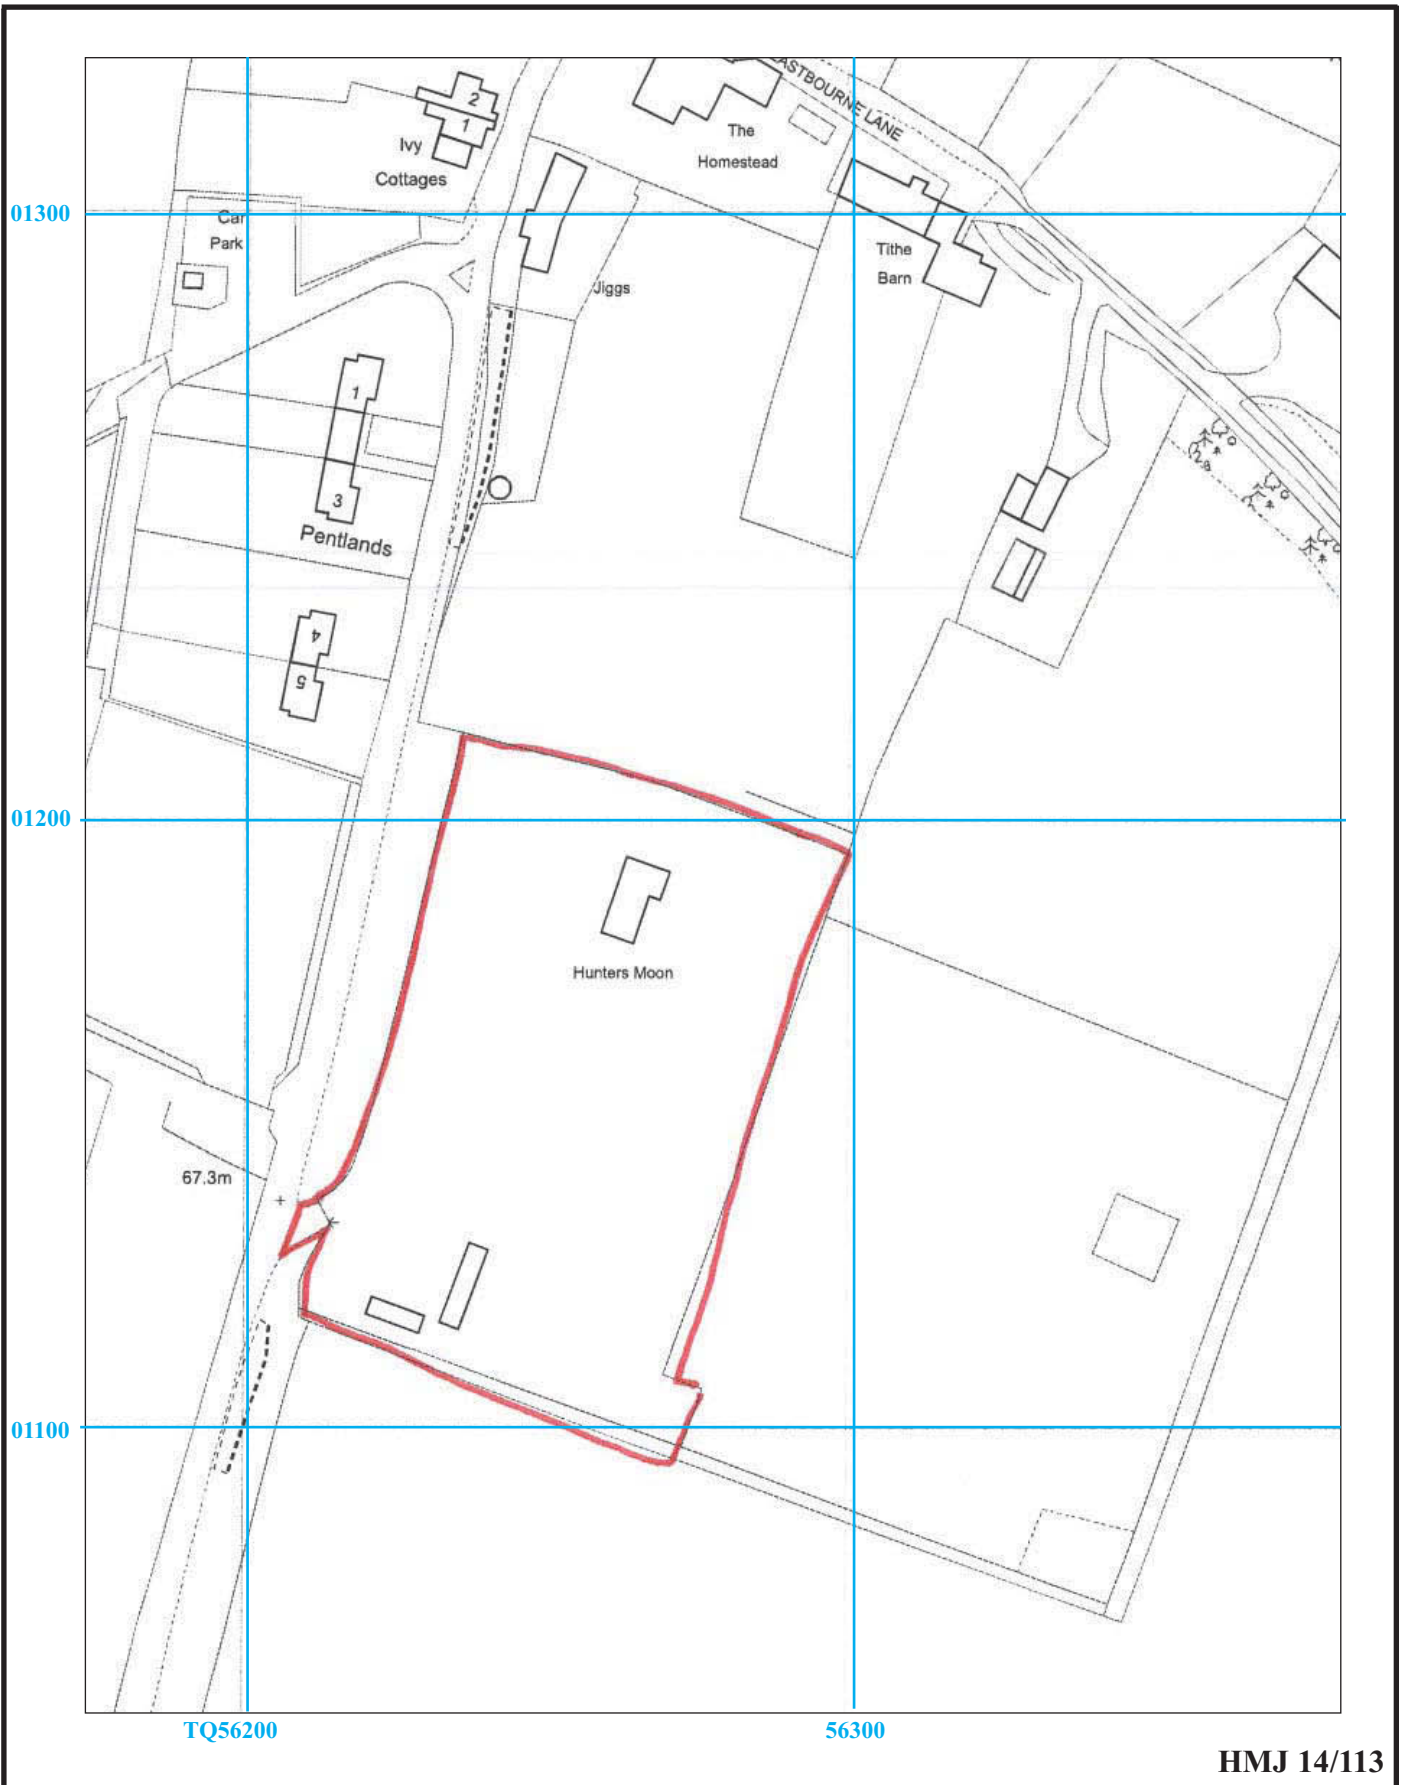 EASTBOURNE LANE
2
1
Ivy
Cottages
The
Homestead
01300
Car
Park
Tithe
Barn
Jiggs
1
3
Pentlands
4
5
01200
Hunters Moon
67.3m
01100
TQ56200
56300
HMJ 14/113